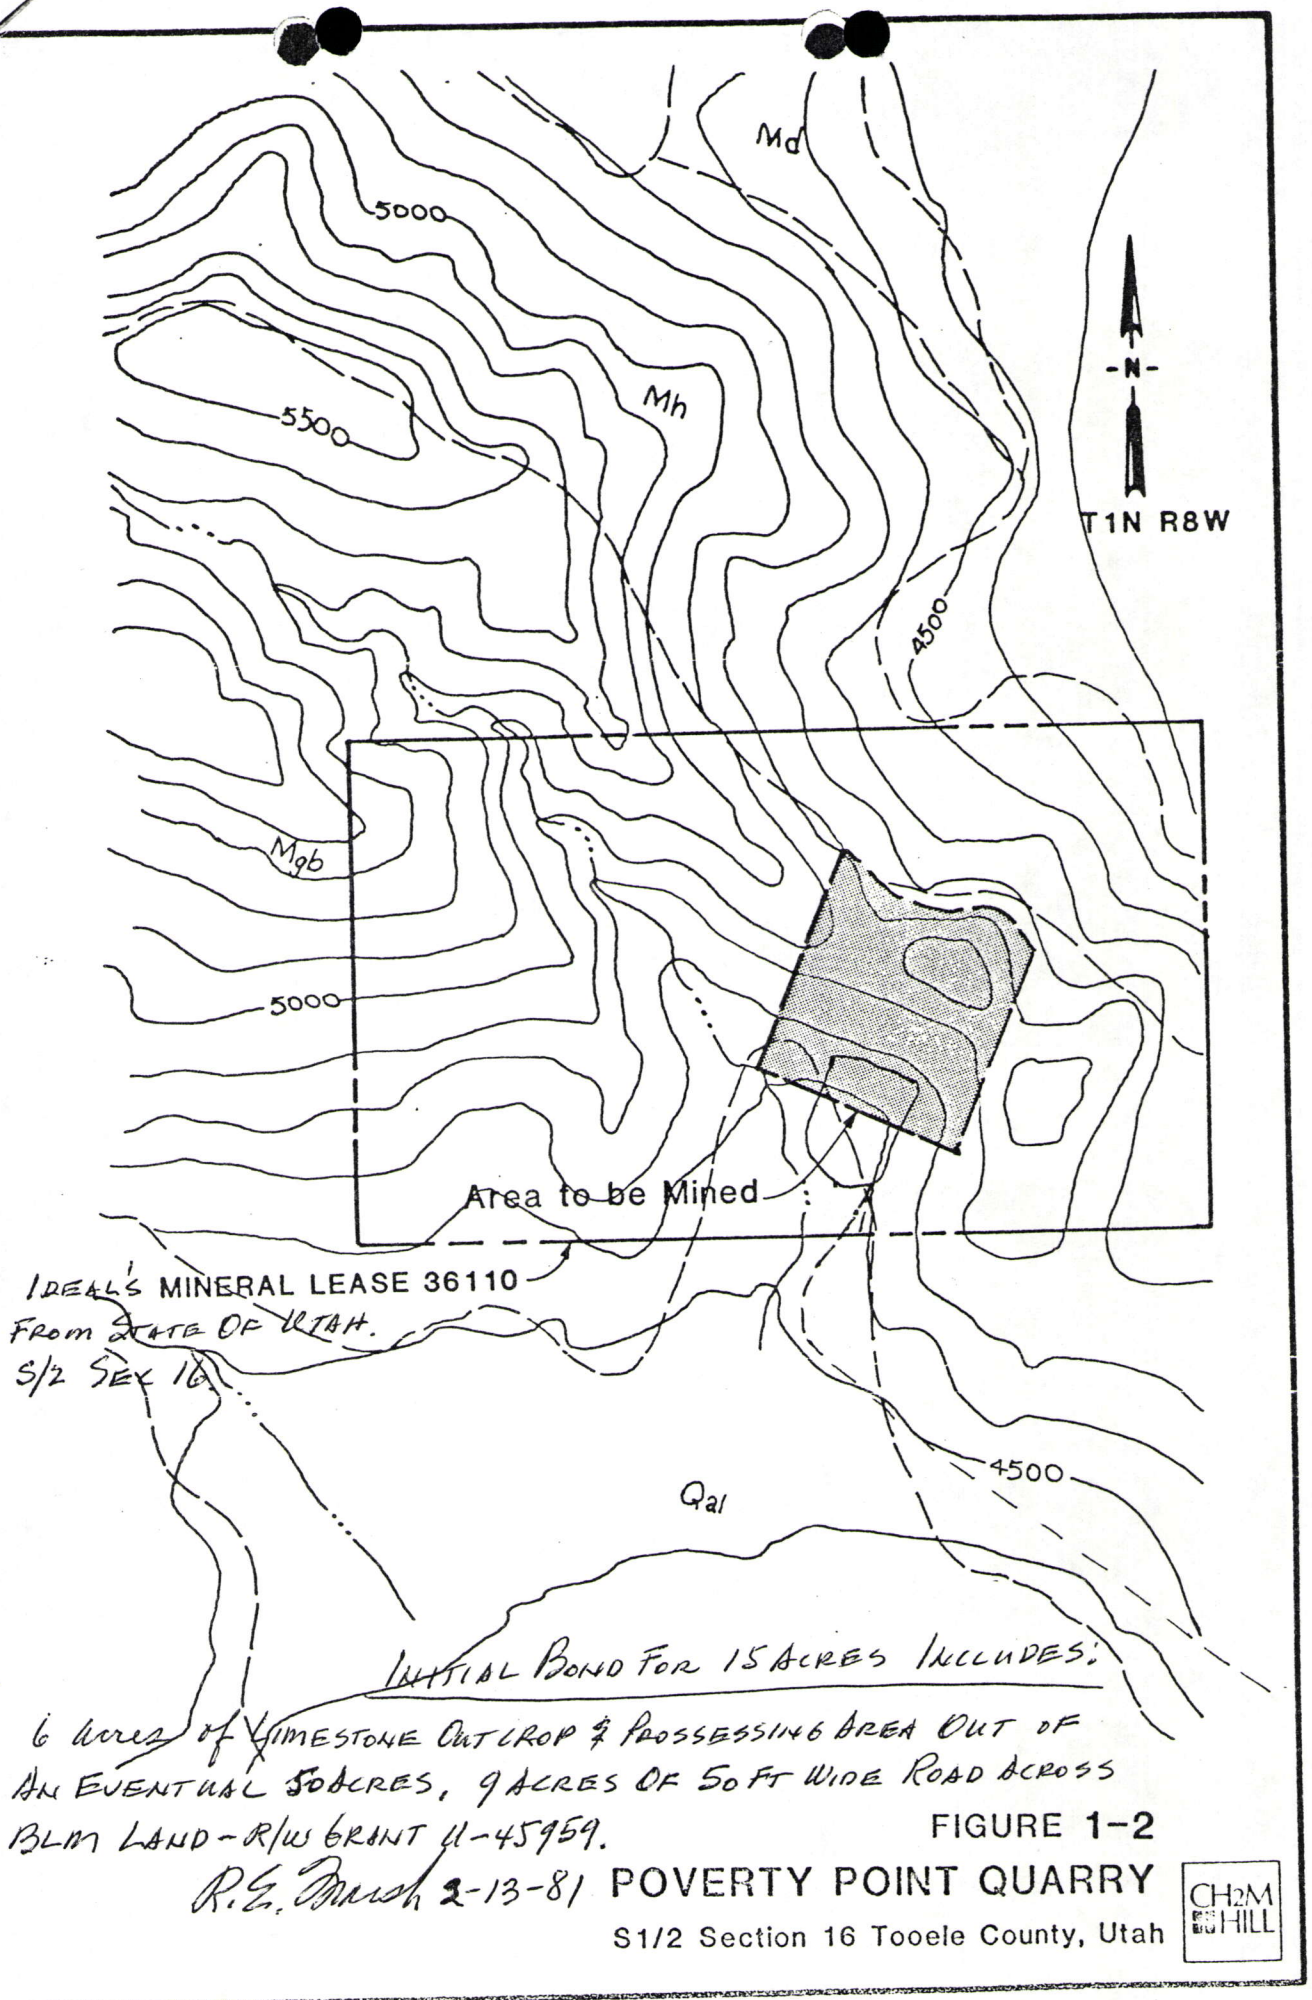 Md
5000
Mh
-N-
5500
T1N R8W
4500
Mgb
5000
Area to be Mined
IDEAL'S MINERAL LEASE 36110
FROM STATE OF UTAH.
S/2 SEC 16
4500
Qal
INITIAL BOND FOR 15 ACRES INCLUDES:
6 acres of LIMESTONE OUTCROP & PROSSESSING AREA OUT OF
AN EVENTUAL 50 ACRES, 9 ACRES OF 50 FT WIDE ROAD ACROSS
BLM LAND - R/W GRANT U-45959.
FIGURE 1-2
R.E. 2-13-81 POVERTY POINT QUARRY
CH2M
HILL
S1/2 Section 16 Tooele County, Utah